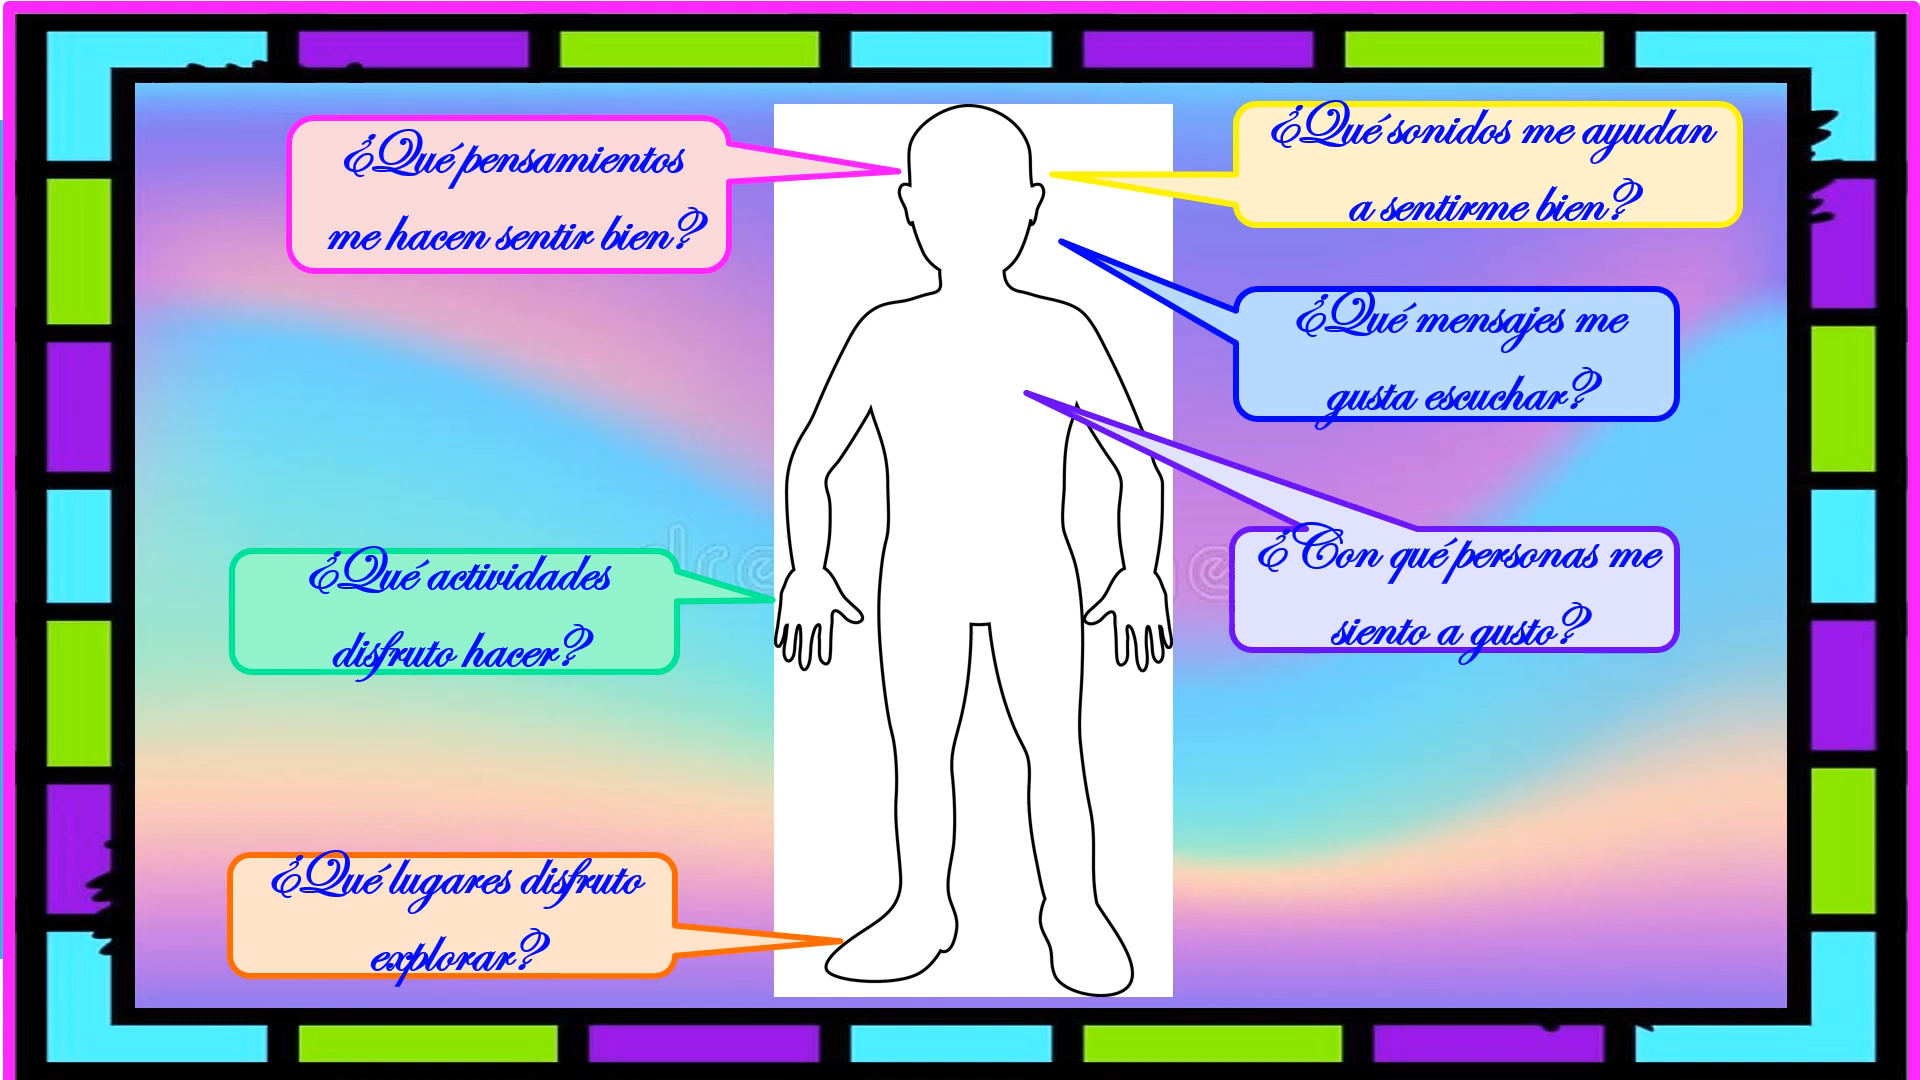 ¿Qué pensamientos
me hacen sentir bien?
¿Qué sonidos me ayudan
a sentirme bien?
¿Qué mensajes me
gusta escuchar?
¿Qué actividades
disfruto hacer?
¿Con qué personas me
siento a gusto?
¿Qué lugares disfruto
explorar?